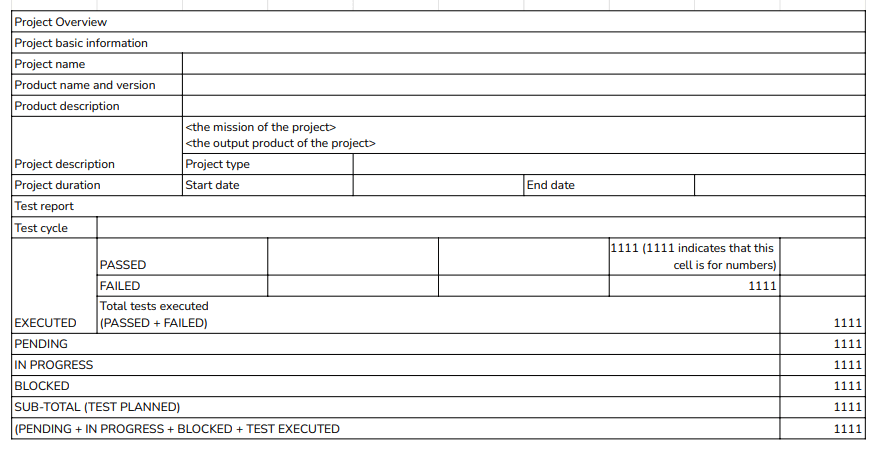 Project Overview
Project basic information
Project name
Product name and version
Product description
<the mission of the project>
<the output product of the project>
Project description
Project type
Project duration
Start date
End date
Test report
Test cycle
PASSED
1111 (1111 indicates that this
cell is for numbers)
FAILED
1111
EXECUTED
Total tests executed
(PASSED + FAILED)
1111
PENDING
1111
IN PROGRESS
1111
BLOCKED
1111
SUB-TOTAL (TEST PLANNED)
1111
(PENDING + IN PROGRESS + BLOCKED + TEST EXECUTED
1111